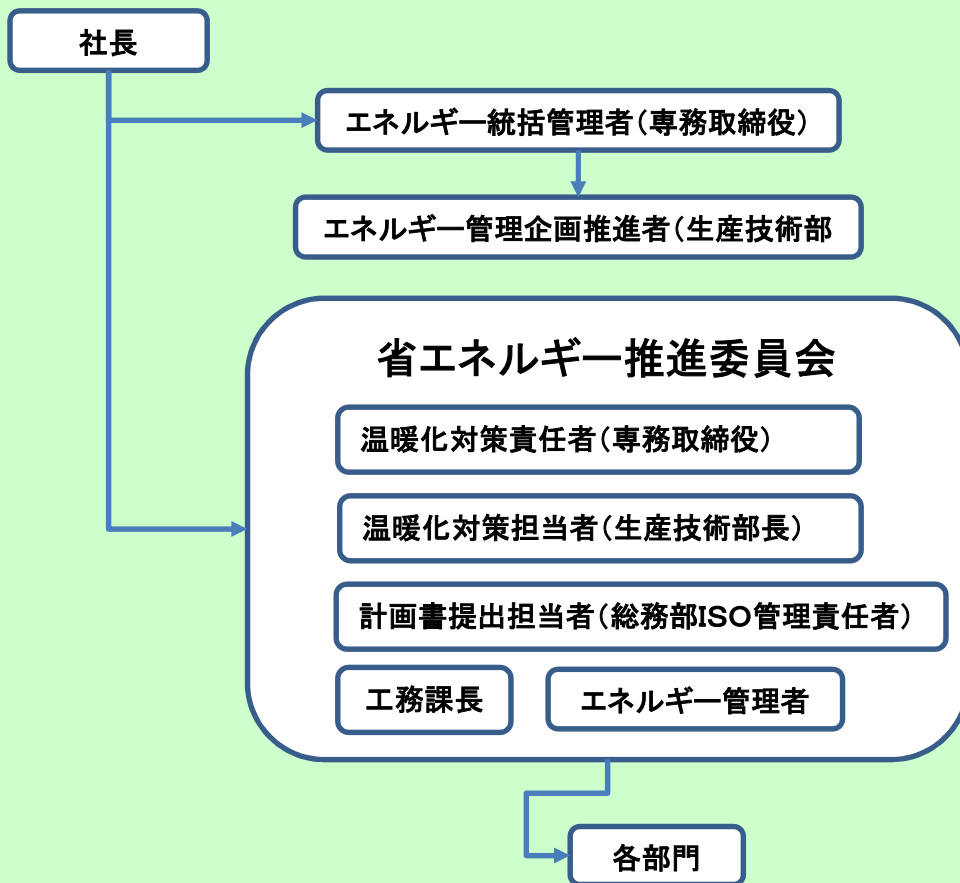 社長
エネルギー統括管理者(専務取締役)
エネルギー管理企画推進者(生産技術部
省エネルギー推進委員会
温暖化対策責任者(専務取締役)
温暖化対策担当者(生産技術部長)
計画書提出担当者(総務部ISO管理責任者)
工務課長
エネルギー管理者
各部門